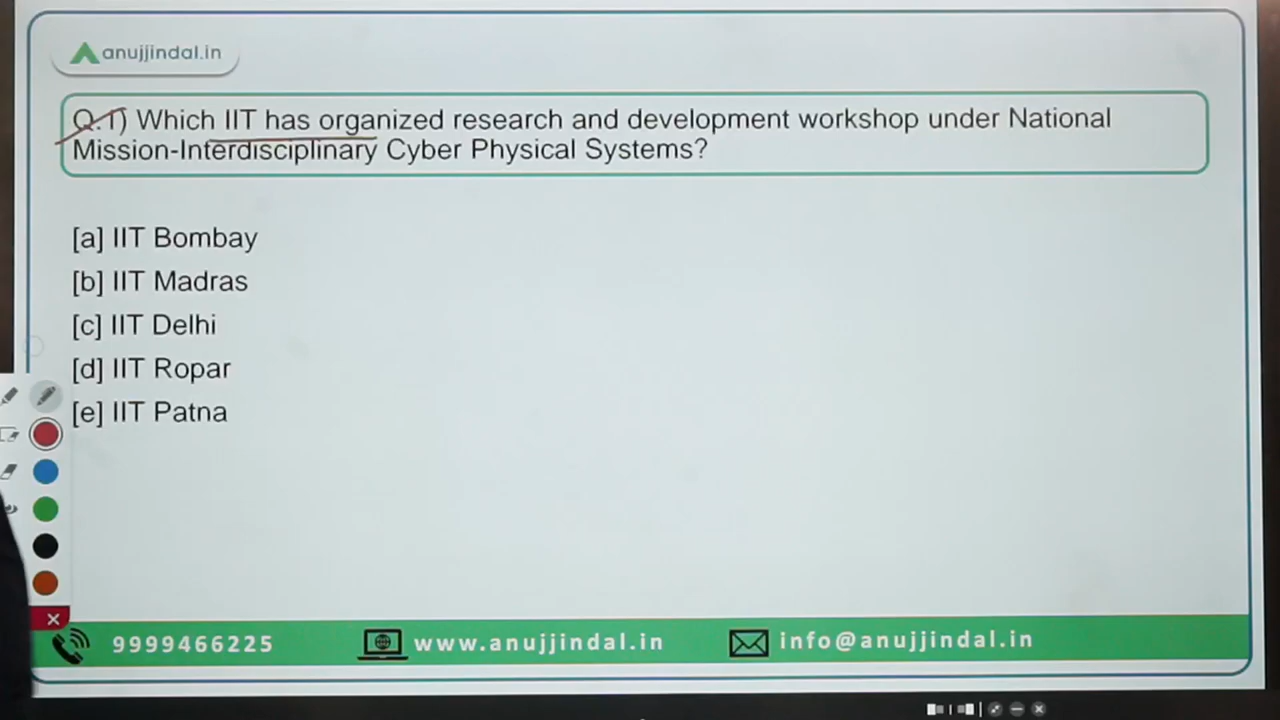 anujjindal.in
Q.1) Which IIT has organized research and development workshop under National
Mission-Interdisciplinary Cyber Physical Systems?
[a] IIT Bombay
[b] IIT Madras
[c] IIT Delhi
[d] IIT Ropar
[e] IIT Patna
9999466225 www.anujjindal.in info@anujjindal.in